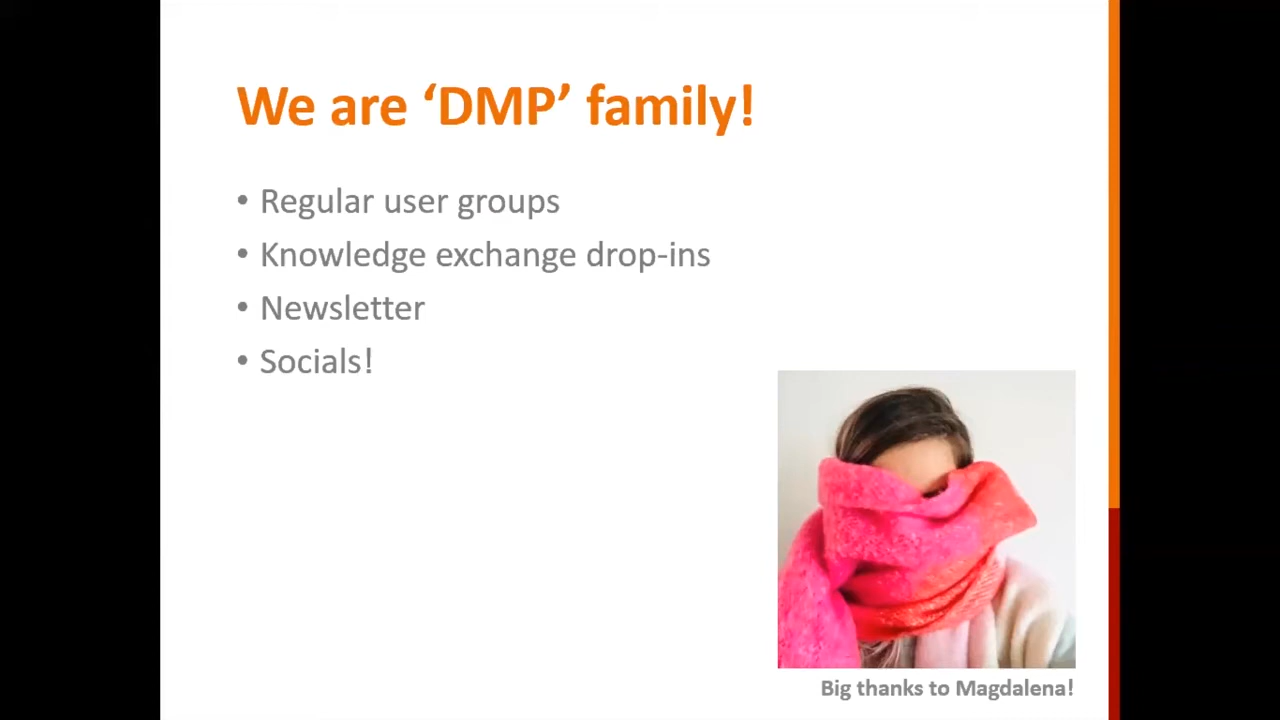 We are ‘DMP’ family!
• Regular user groups
• Knowledge exchange drop-ins
• Newsletter
• Socials!
Big thanks to Magdalena!